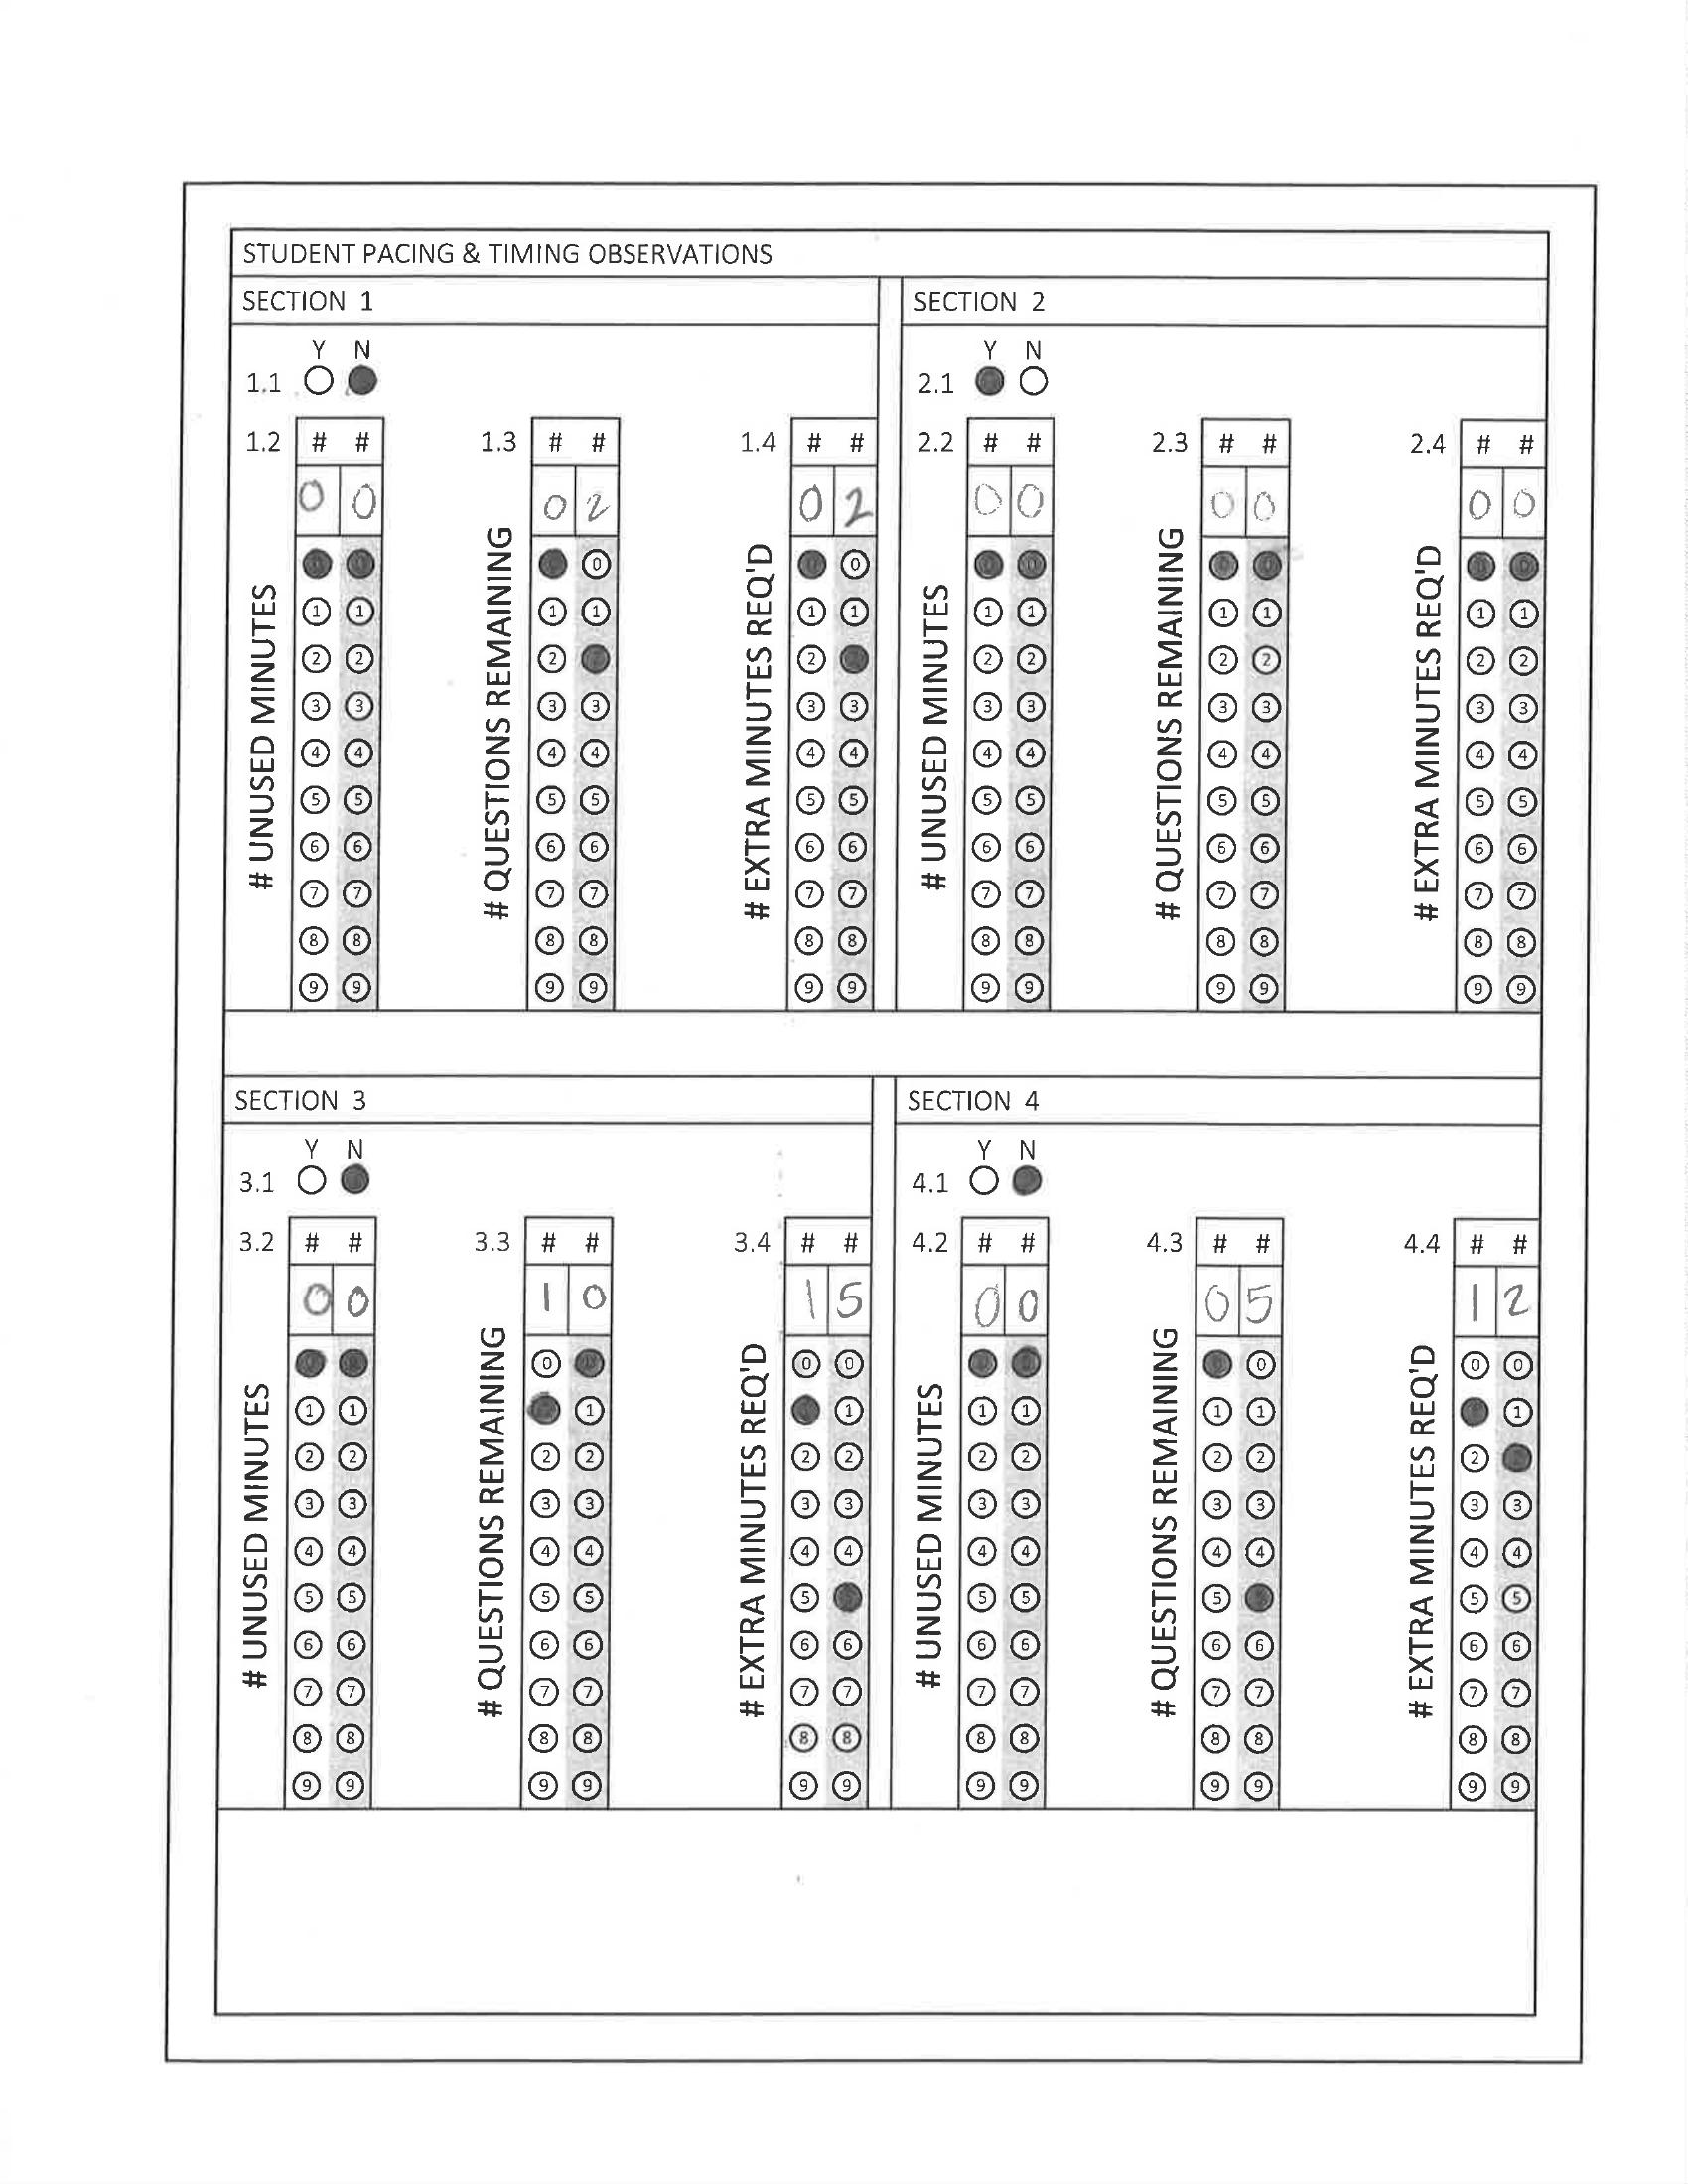 STUDENT PACING & TIMING OBSERVATIONS
SECTION 1
Y N
1.1
1.2 # # 1.3 # # 1.4 # #
0 0 0 2 0 2
# UNUSED MINUTES
# QUESTIONS REMAINING
# EXTRA MINUTES REQ'D
0
0
1 1 1 1 1 1
2 2 2 2
3 3 3 3 3 3
4 4 4 4 4 4
5 5 5 5 5 5
6 6 6 6 6 6
7 7 7 7 7 7
8 8 8 8 8 8
9 9 9 9 9 9
SECTION 2
Y N
2.1
2.2 # # 2.3 # # 2.4 # #
0 0 0 0 0 0
# UNUSED MINUTES
# QUESTIONS REMAINING
# EXTRA MINUTES REQ'D
1 1 1 1 1 1
2 2 2 2 2 2
3 3 3 3 3 3
4 4 4 4 4 4
5 5 5 5 5 5
6 6 6 6 6 6
7 7 7 7 7 7
8 8 8 8 8 8
9 9 9 9 9 9
SECTION 3
Y N
3.1
3.2 # # 3.3 # # 3.4 # #
0 0 1 0 1 5
# UNUSED MINUTES
# QUESTIONS REMAINING
# EXTRA MINUTES REQ'D
0 0 0
1 1 1 1
2 2 2 2 2 2
3 3 3 3 3 3
4 4 4 4 4 4
5 5 5 5 5
6 6 6 6 6 6
7 7 7 7 7 7
8 8 8 8 8 8
9 9 9 9 9 9
SECTION 4
Y N
4.1
4.2 # # 4.3 # # 4.4 # #
0 0 0 5 1 2
# UNUSED MINUTES
# QUESTIONS REMAINING
# EXTRA MINUTES REQ'D
0 0 0
1 1 1 1 1
2 2 2 2 2
3 3 3 3 3 3
4 4 4 4 4 4
5 5 5 5 5
6 6 6 6 6 6
7 7 7 7 7 7
8 8 8 8 8 8
9 9 9 9 9 9